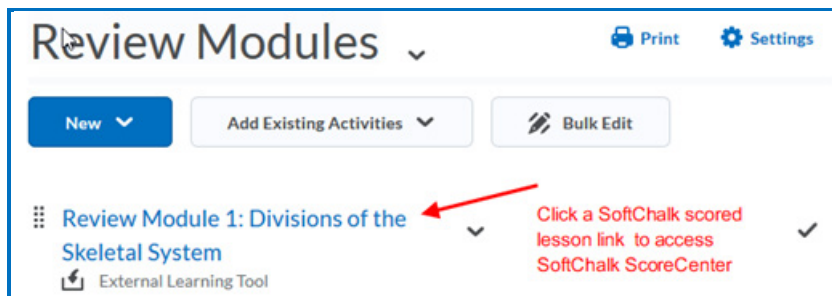 Review Modules
Print
Settings
New
Add Existing Activities
Bulk Edit
Review Module 1: Divisions of the
Skeletal System
External Learning Tool
Click a SoftChalk scored
lesson link to access
SoftChalk ScoreCenter